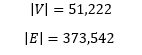 |V| = 51,222
|E| = 373,542